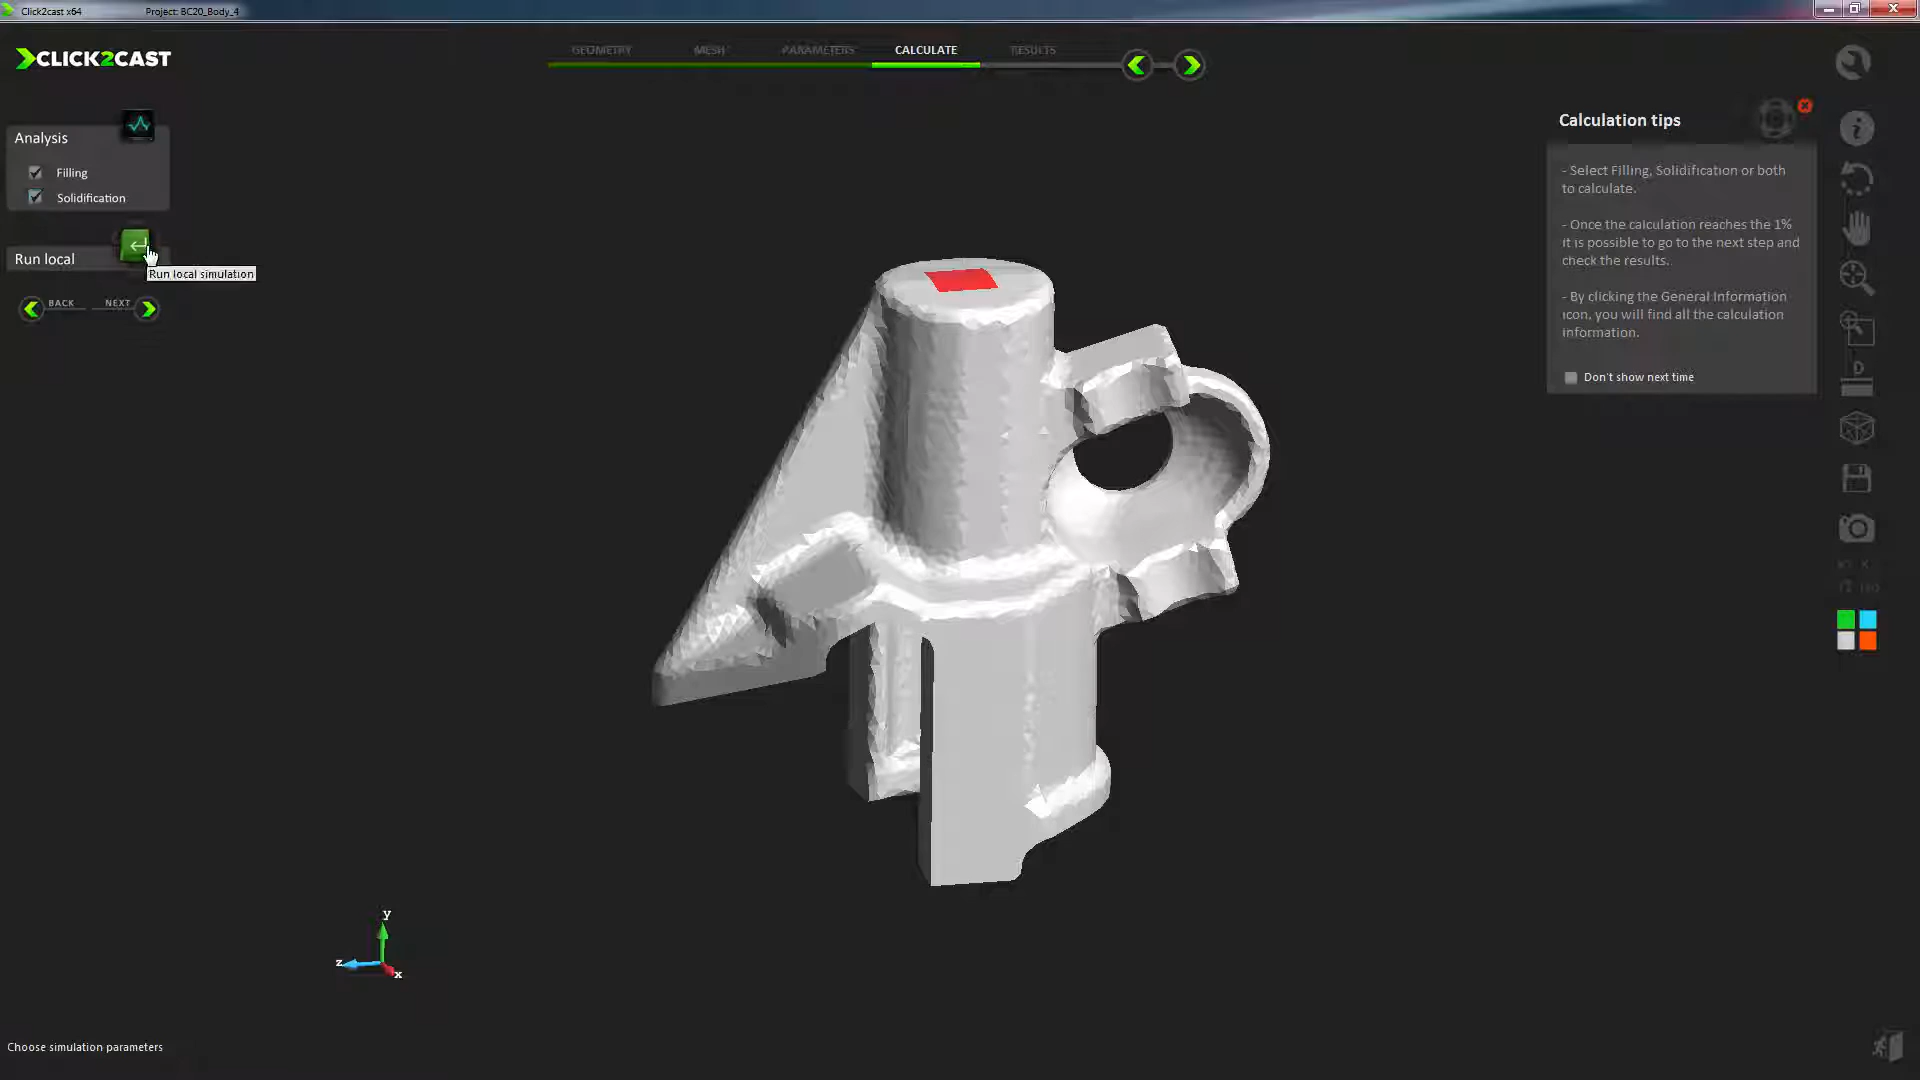 Click2cast x64 Project: BC20_Body_4
CLICK2CAST
GEOMETRY MESH PARAMETERS CALCULATE RESULTS
Analysis
Filling
Solidification
Run local
Run local simulation
BACK NEXT
Calculation tips
- Select Filling, Solidification or both
to calculate.
- Once the calculation reaches the 1%
it is possible to go to the next step and
check the results.
- By clicking the General Information
icon, you will find all the calculation
information.
Don't show next time
D
y
z
x
Choose simulation parameters